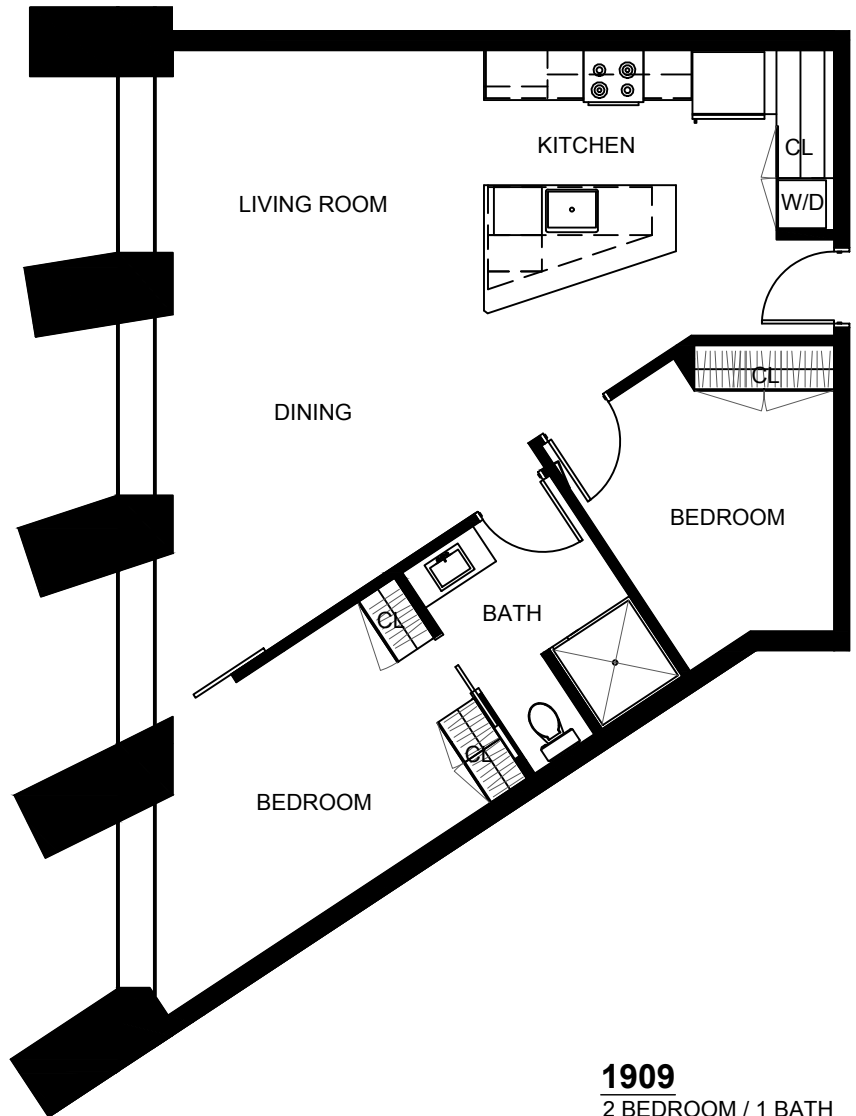 KITCHEN
CL
LIVING ROOM
W/D
CL
DINING
BEDROOM
BATH
CL
CL
BEDROOM
1909
2 BEDROOM / 1 BATH